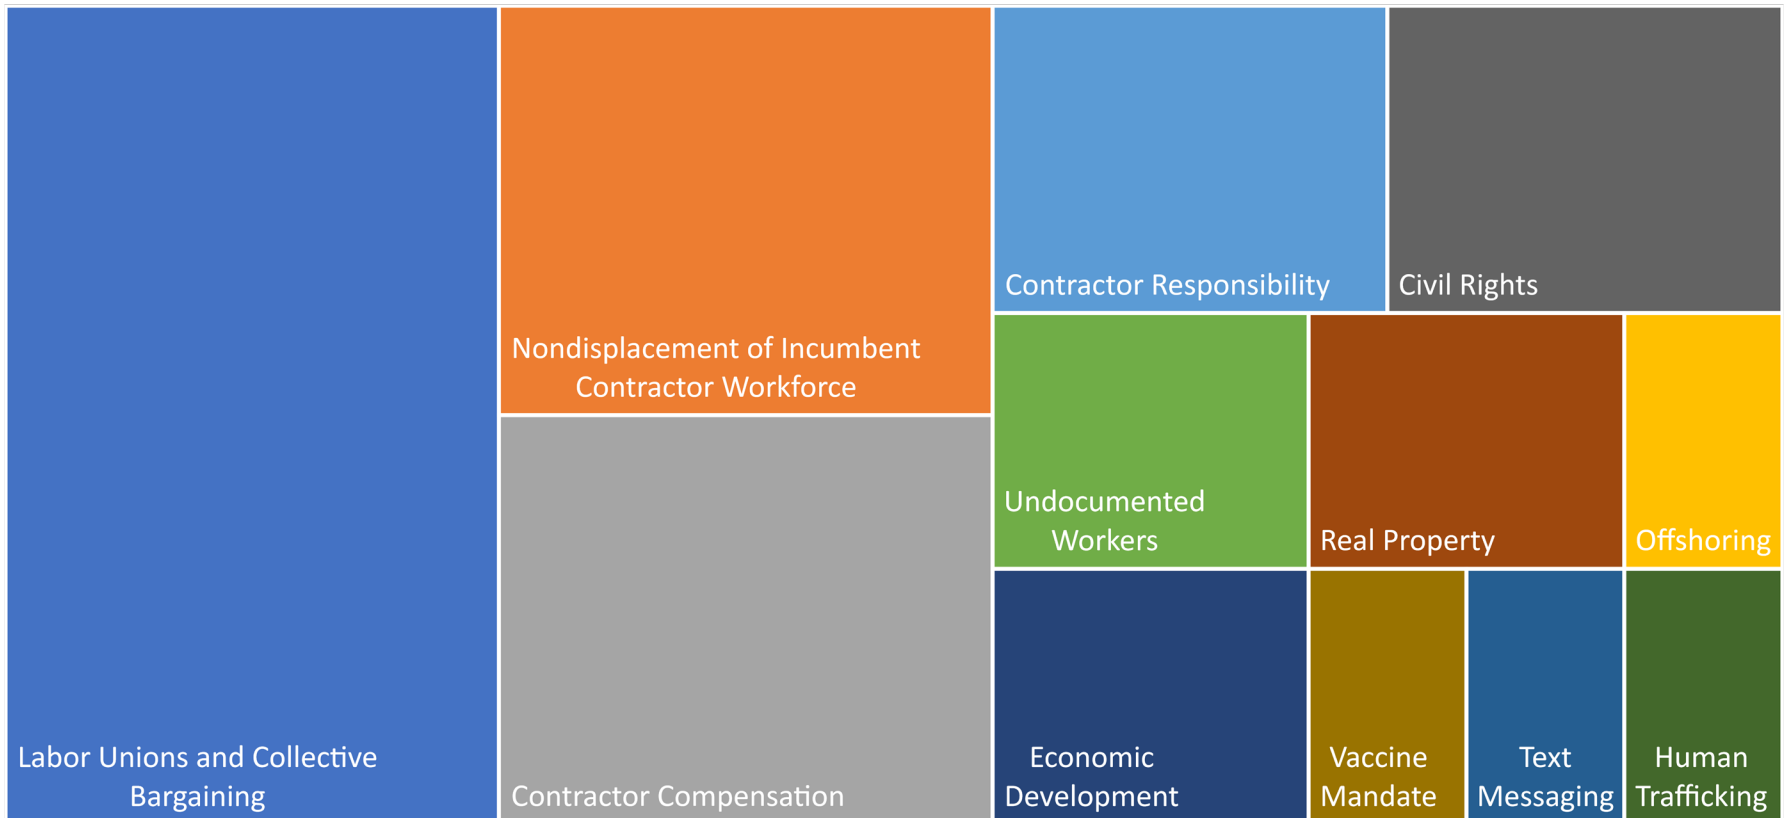 Labor Unions and Collective
Bargaining
Nondisplacement of Incumbent
Contractor Workforce
Contractor Compensation
Contractor Responsibility
Civil Rights
Undocumented
Workers
Real Property
Offshoring
Economic
Development
Vaccine
Mandate
Text
Messaging
Human
Trafficking